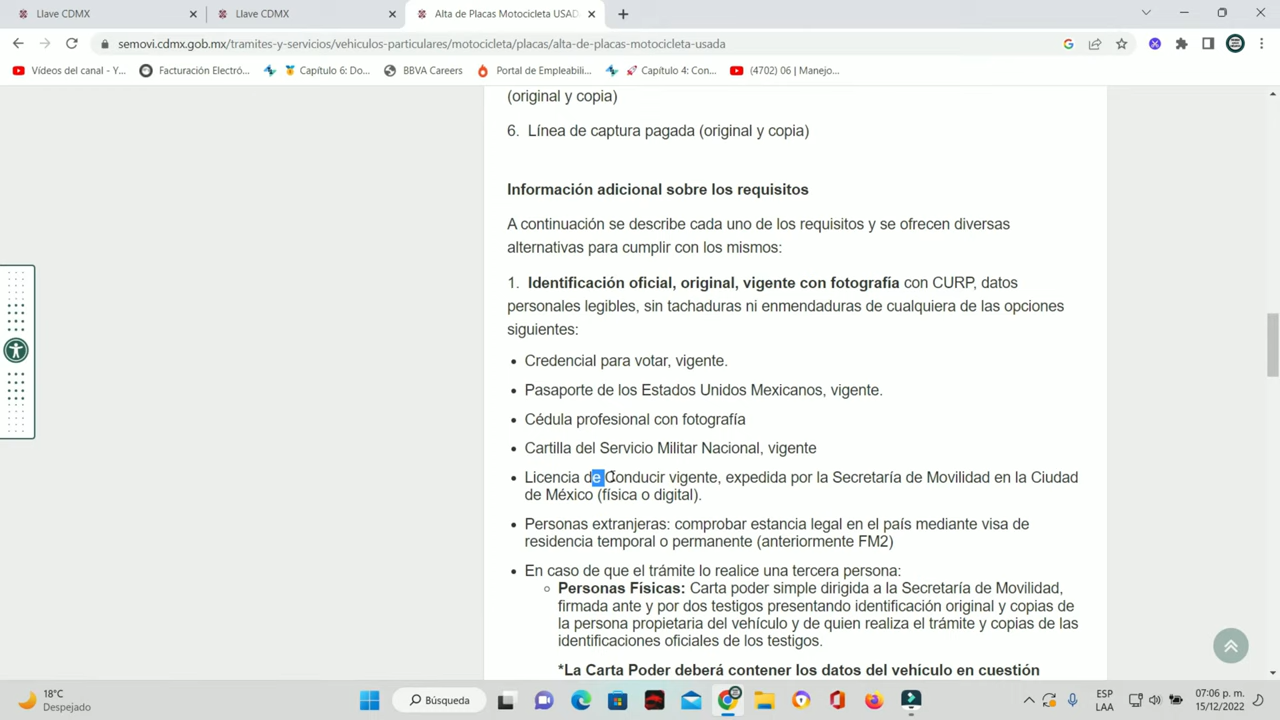 Llave CDMX
Llave CDMX
Alta de Placas Motocicleta USAD
semovi.cdmx.gob.mx/tramites-y-servicios/vehiculos-particulares/motocicleta/placas/alta-de-placas-motocicleta-usada
Vídeos del canal - Y...
Facturación Electró...
Capítulo 6: Do...
BBVA Careers
Portal de Empleabili...
Capítulo 4: Con...
(4702) 06 | Manejo...
(original y copia)
6. Línea de captura pagada (original y copia)
Información adicional sobre los requisitos
A continuación se describe cada uno de los requisitos y se ofrecen diversas
alternativas para cumplir con los mismos:
1. Identificación oficial, original, vigente con fotografía con CURP, datos
personales legibles, sin tachaduras ni enmendaduras de cualquiera de las opciones
siguientes:
• Credencial para votar, vigente.
• Pasaporte de los Estados Unidos Mexicanos, vigente.
• Cédula profesional con fotografía
• Cartilla del Servicio Militar Nacional, vigente
• Licencia de Conducir vigente, expedida por la Secretaría de Movilidad en la Ciudad
de México (física o digital).
• Personas extranjeras: comprobar estancia legal en el país mediante visa de
residencia temporal o permanente (anteriormente FM2)
• En caso de que el trámite lo realice una tercera persona:
○ Personas Físicas: Carta poder simple dirigida a la Secretaría de Movilidad,
firmada ante y por dos testigos presentando identificación original y copias de
la persona propietaria del vehículo y de quien realiza el trámite y copias de las
identificaciones oficiales de los testigos.
*La Carta Poder deberá contener los datos del vehiculo en cuestión
18°C
Despejado
Búsqueda
ESP
LAA
07:06 p. m.
15/12/2022